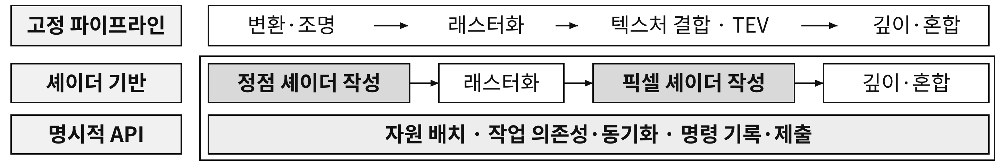 고정 파이프라인
변환·조명 → 래스터화 → 텍스처 결합 · TEV → 깊이·혼합
셰이더 기반
정점 셰이더 작성 → 래스터화 → 픽셀 셰이더 작성 → 깊이·혼합
명시적 API
자원 배치 · 작업 의존성·동기화 · 명령 기록·제출